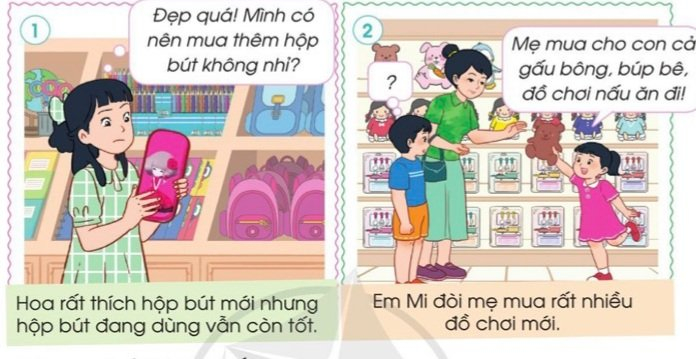 1
Đẹp quá! Mình có
nên mua thêm hộp
bút không nhỉ?
Hoa rất thích hộp bút mới nhưng
hộp bút đang dùng vẫn còn tốt.
2
?
Mẹ mua cho con cả
gấu bông, búp bê,
đồ chơi nấu ăn đi!
Em Mi đòi mẹ mua rất nhiều
đồ chơi mới.